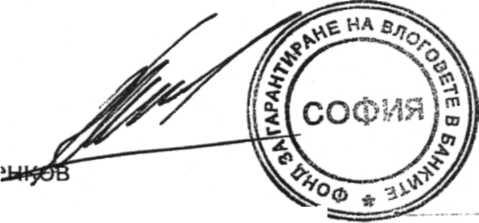 ФОНД ЗА ГАРАНТИРАНЕ НА ВЛОГОВЕТЕ В БАНКИТЕ *
СОФИЯ